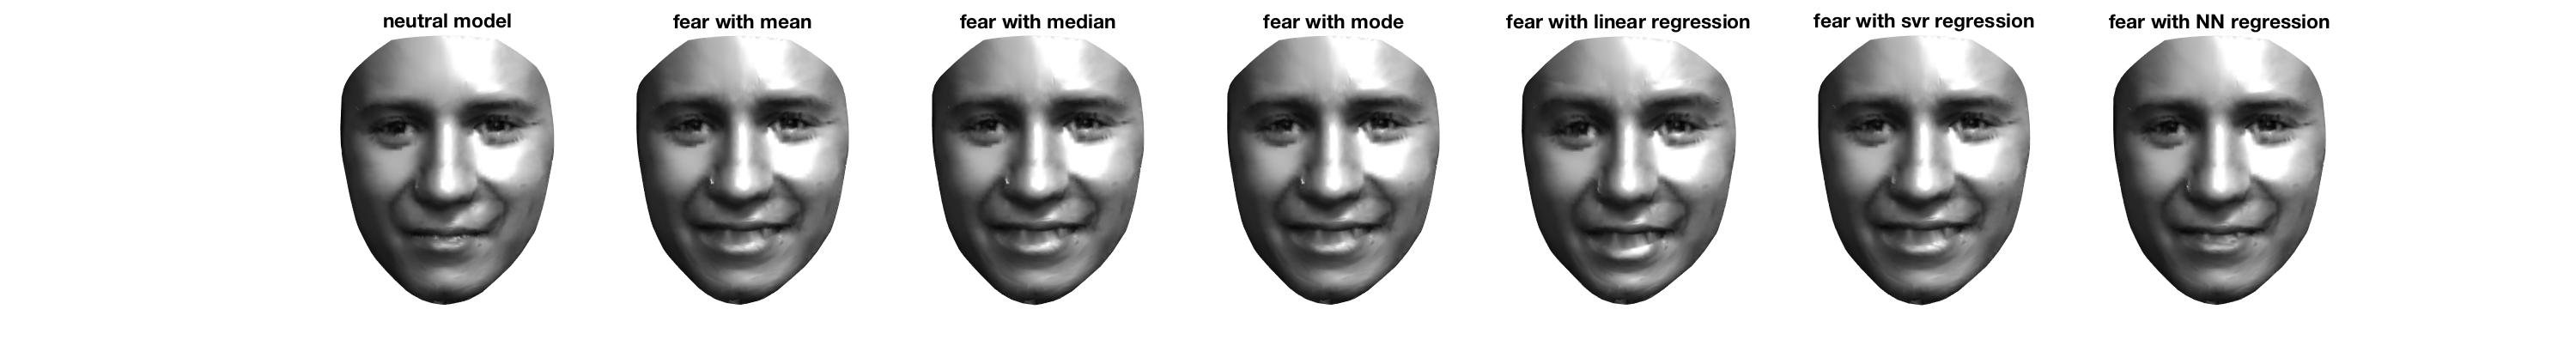 neutral model
fear with mean
fear with median
fear with mode
fear with linear regression
fear with svr regression
fear with NN regression